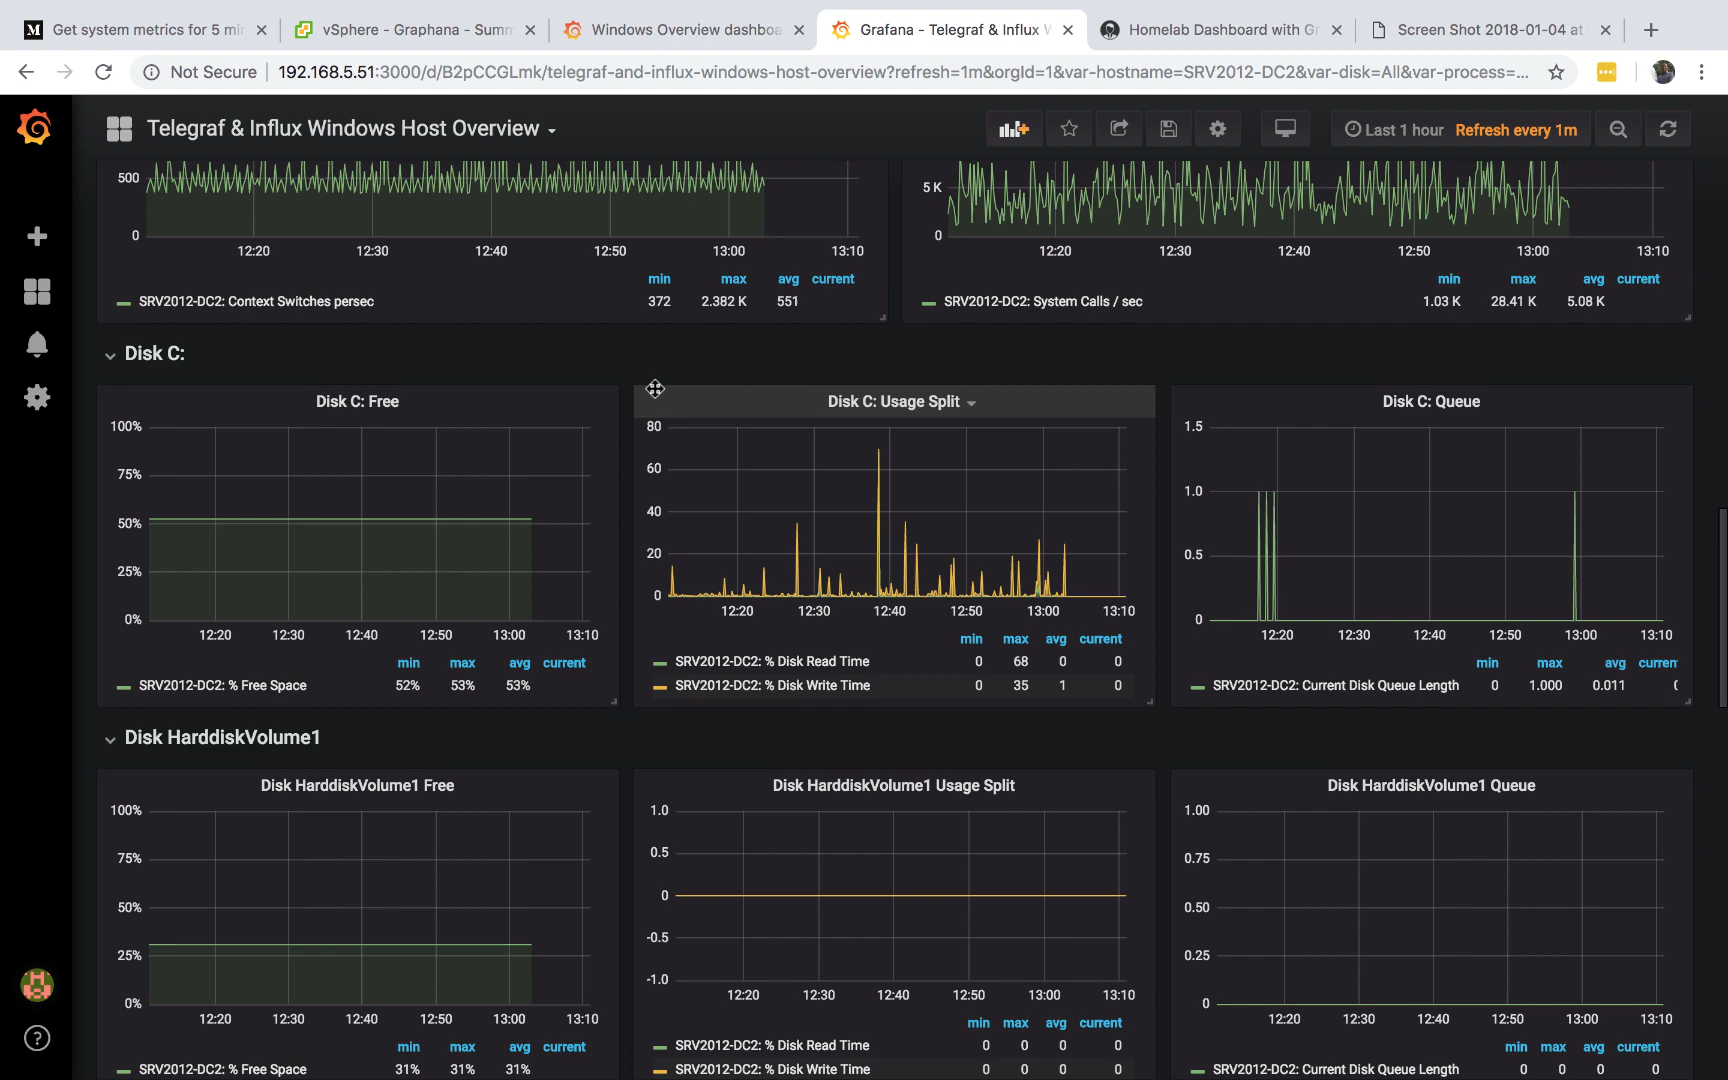 M Get system metrics for 5 min
vSphere - Graphana - Summ
Windows Overview dashboa
Grafana - Telegraf & Influx W
Homelab Dashboard with Gr
Screen Shot 2018-01-04 at
Not Secure | 192.168.5.51:3000/d/B2pCCGLmk/telegraf-and-influx-windows-host-overview?refresh=1m&orgId=1&var-hostname=SRV2012-DC2&var-disk=All&var-process=...
Telegraf & Influx Windows Host Overview
Last 1 hour Refresh every 1m
500
0
12:20 12:30 12:40 12:50 13:00 13:10
min max avg current
SRV2012-DC2: Context Switches persec 372 2.382 K 551
5 K
0
12:20 12:30 12:40 12:50 13:00 13:10
min max avg current
SRV2012-DC2: System Calls / sec 1.03 K 28.41 K 5.08 K
Disk C:
Disk C: Free
100%
75%
50%
25%
0%
12:20 12:30 12:40 12:50 13:00 13:10
min max avg current
SRV2012-DC2: % Free Space 52% 53% 53%
Disk C: Usage Split
80
60
40
20
0
12:20 12:30 12:40 12:50 13:00 13:10
min max avg current
SRV2012-DC2: % Disk Read Time 0 68 0 0
SRV2012-DC2: % Disk Write Time 0 35 1 0
Disk C: Queue
1.5
1.0
0.5
0
12:20 12:30 12:40 12:50 13:00 13:10
min max avg curren
SRV2012-DC2: Current Disk Queue Length 0 1.000 0.011
Disk HarddiskVolume1
Disk HarddiskVolume1 Free
100%
75%
50%
25%
0%
12:20 12:30 12:40 12:50 13:00 13:10
min max avg current
SRV2012-DC2: % Free Space 31% 31% 31%
Disk HarddiskVolume1 Usage Split
1.0
0.5
0
-0.5
-1.0
12:20 12:30 12:40 12:50 13:00 13:10
min max avg current
SRV2012-DC2: % Disk Read Time 0 0 0 0
SRV2012-DC2: % Disk Write Time 0 0 0 0
Disk HarddiskVolume1 Queue
1.00
0.75
0.50
0.25
0
12:20 12:30 12:40 12:50 13:00 13:10
min max avg current
SRV2012-DC2: Current Disk Queue Length 0 0 0 0